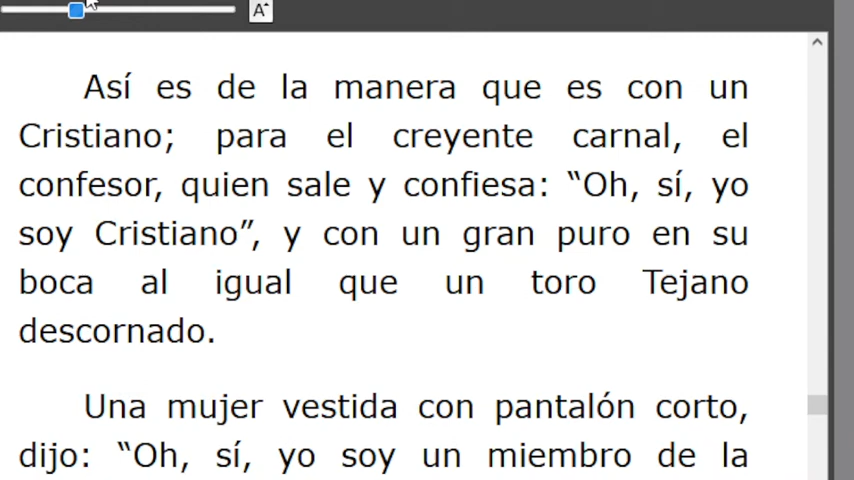 A
Así es de la manera que es con un
Cristiano; para el creyente carnal, el
confesor, quien sale y confiesa: “Oh, sí, yo
soy Cristiano”, y con un gran puro en su
boca al igual que un toro Tejano
descornado.
Una mujer vestida con pantalón corto,
dijo: “Oh, sí, yo soy un miembro de la